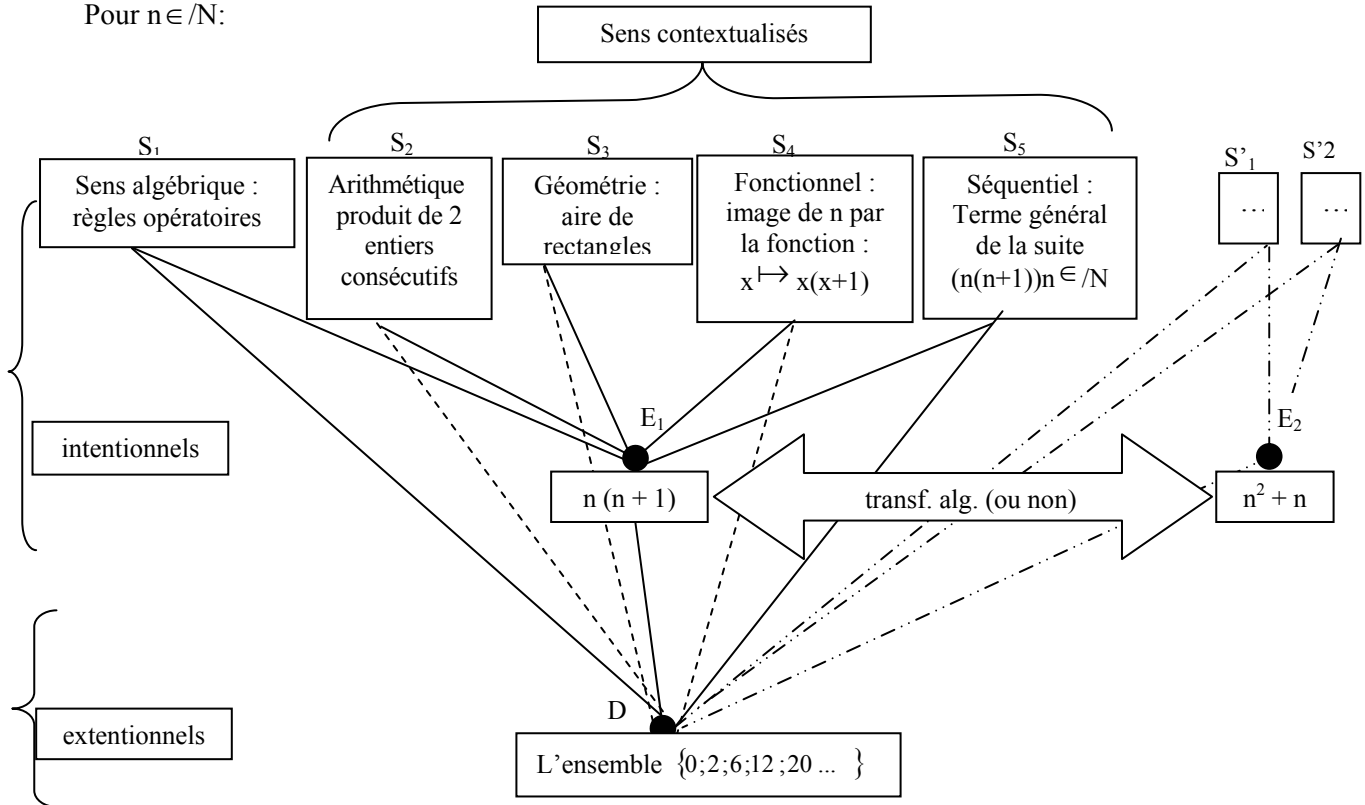 Pour n∈/N:
Sens contextualisés
S₁
S₂
S₃
S₄
S₅
S'₁
S'2
Sens algébrique :
règles opératoires
Arithmétique
produit de 2
entiers
consécutifs
Géométrie :
aire de
rectangles
Fonctionnel :
image de n par
la fonction :
x ↦ x(x+1)
Séquentiel :
Terme général
de la suite
(n(n+1))n ∈ /N
...
...
E₁
E₂
intentionnels
n (n + 1)
transf. alg. (ou non)
n² + n
D
extentionnels
L'ensemble {0;2;6;12;20 ... }